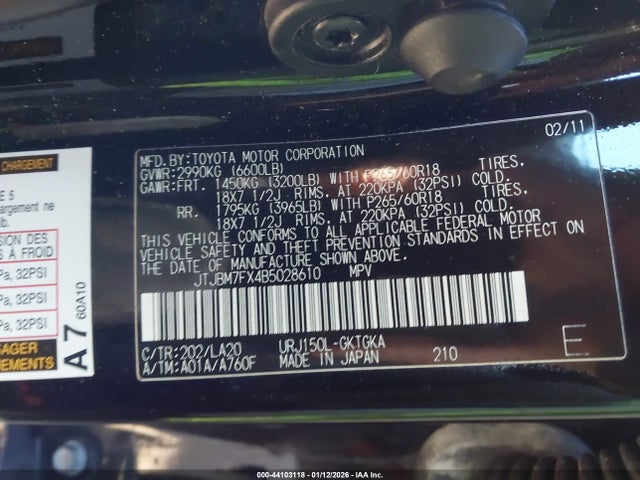 02/11
MFD.BY:TOYOTA MOTOR CORPORATION
GVWR:2990KG (6600LB)
GAWR:FRT. 1450KG (3200LB) WITH P265/60R18 TIRES.
18X7 1/2J RIMS. AT 220KPA (32PSI) COLD.
RR. 1795KG (3965LB) WITH P265/60R18 TIRES.
18X7 1/2J RIMS. AT 220KPA (32PSI) COLD.
THIS VEHICLE CONFORMS TO ALL APPLICABLE FEDERAL MOTOR
VEHICLE SAFETY AND THEFT PREVENTION STANDARDS IN EFFECT ON
THE DATE OF MANUFACTURE SHOWN ABOVE.
JTJBM7FX4B5028610 MPV
C/TR:202/LA20 URJ150L-GKTGKA
A/TM:A01A/A760F MADE IN JAPAN 210 E
CHARGEMENT
E 5
chargement ne
lb.
SION DES
S À FROID
Pa, 32PSI
Pa, 32PSI
Pa, 32PSI
SAGER
NEMENTS
A7 60A10
000-44103118 - 01/12/2026 - IAA Inc.